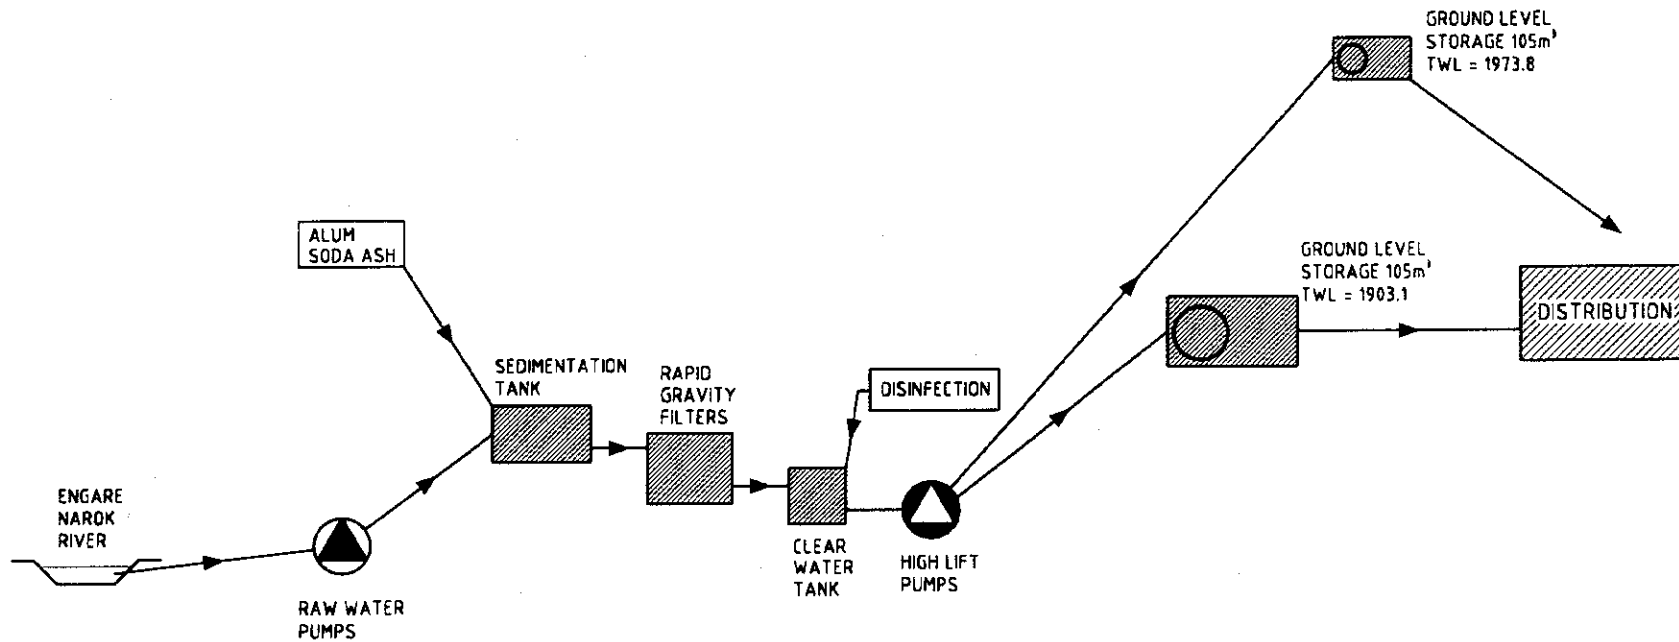 GROUND LEVEL
STORAGE 105m³
TWL = 1973.8
ALUM
SODA ASH
GROUND LEVEL
STORAGE 105m³
TWL = 1903.1
DISTRIBUTION
SEDIMENTATION
TANK
RAPID
GRAVITY
FILTERS
DISINFECTION
ENGARE
NAROK
RIVER
CLEAR
WATER
TANK
HIGH LIFT
PUMPS
RAW WATER
PUMPS